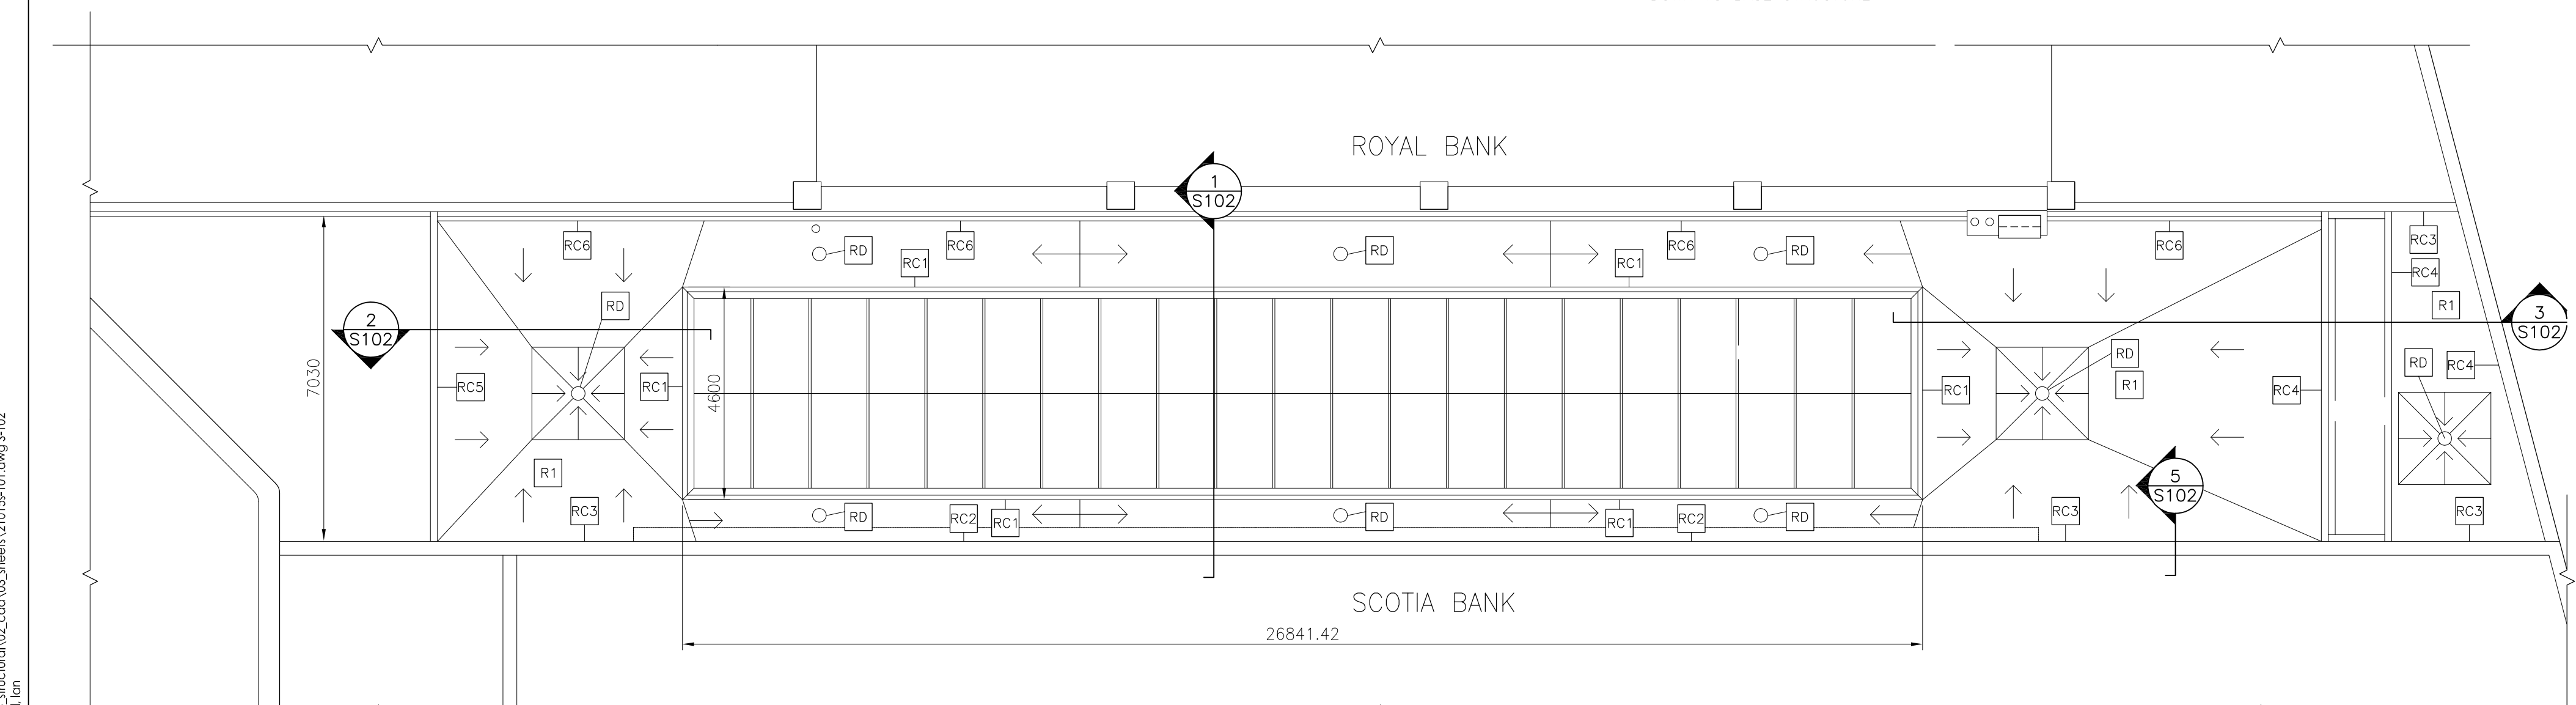 ROYAL BANK
1
S102
RC6
RD
RC1
RC6
RD
RC1
RC6
RD
RC6
RC3
RC4
R1
RD
2
S102
3
S102
7030
RC5
RC1
4600
RC1
RD
R1
RC4
RD
RC4
R1
RC3
RD
RC2
RC1
RD
RC1
RC2
RD
RC3
5
S102
RC3
SCOTIA BANK
26841.42